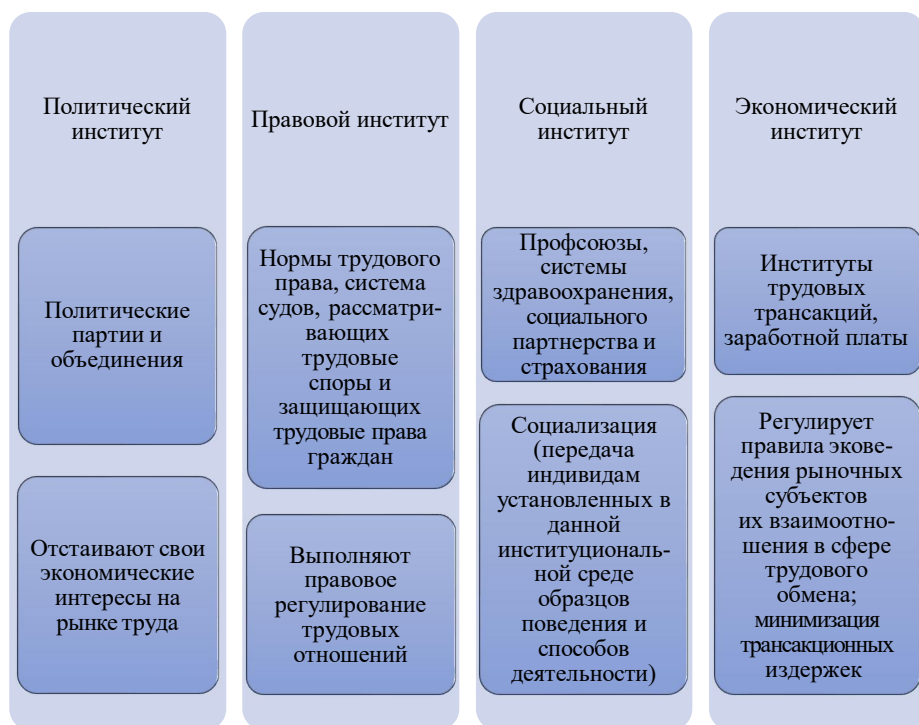 Политический
институт
Политические
партии и
объединения
Отстаивают свои
экономические
интересы на
рынке труда
Правовой институт
Нормы трудового
права, система
судов, рассматри-
вающих
трудовые
споры и
защищающих
трудовые права
граждан
Выполняют
правовое
регулирование
трудовых
отношений
Социальный
институт
Профсоюзы,
системы
здравоохранения,
социального
партнерства и
страхования
Социализация
(передача
индивидам
установленных в
данной
институциональ-
ной среде
образцов
поведения и
способов
деятельности)
Экономический
институт
Институты
трудовых
трансакций,
заработной платы
Регулирует
правила экове-
дения рыночных
субъектов
их взаимоотно-
шения в сфере
трудового
обмена;
минимизация
трансакционных
издержек